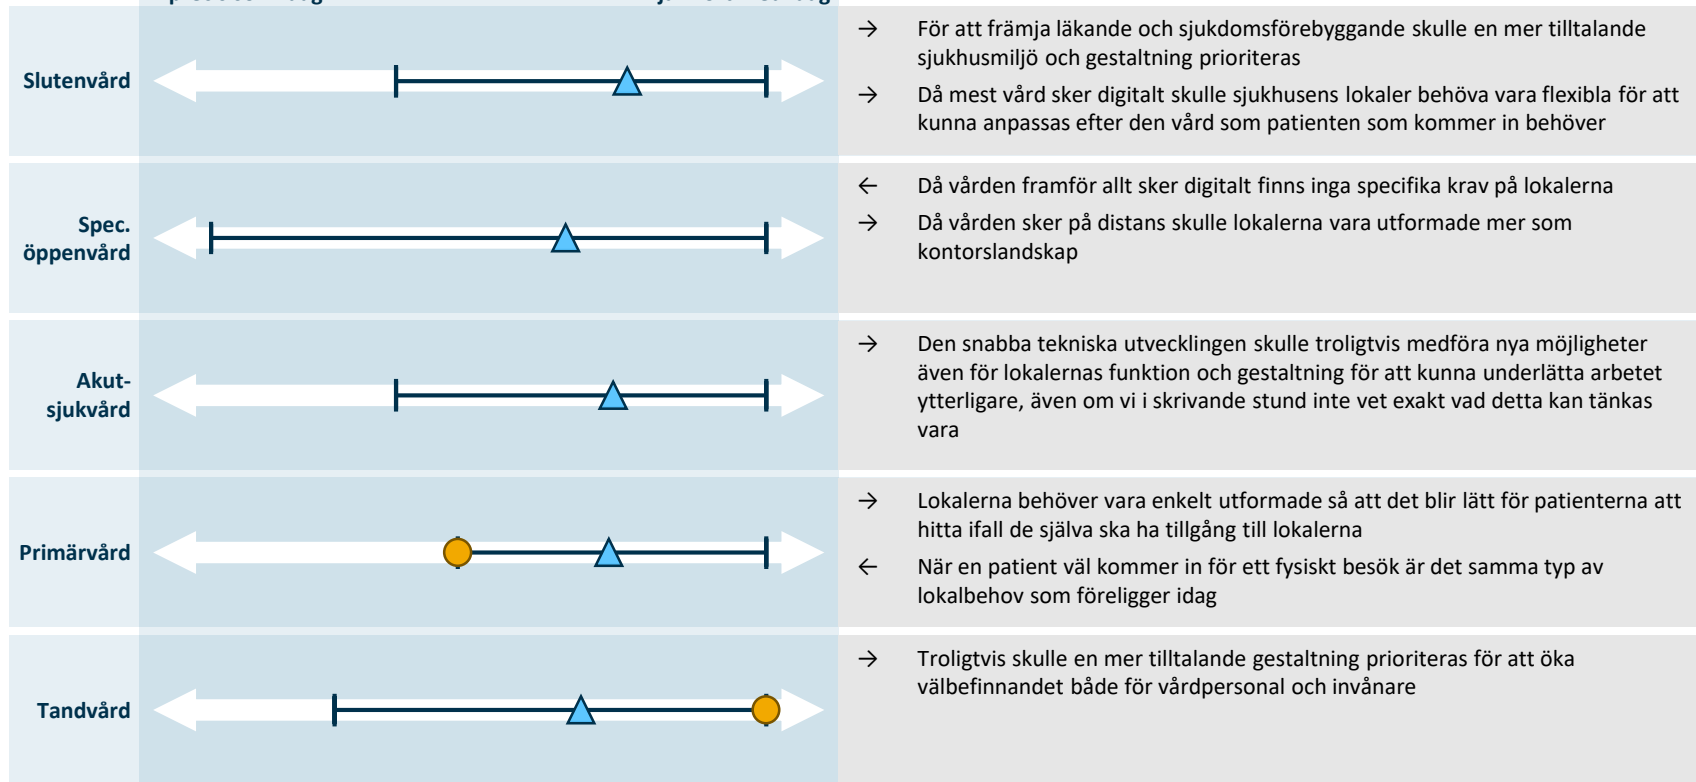 Slutenvård
→ För att främja läkande och sjukdomsförebyggande skulle en mer tilltalande
sjukhusmiljö och gestaltning prioriteras
→ Då mest vård sker digitalt skulle sjukhusens lokaler behöva vara flexibla för att
kunna anpassas efter den vård som patienten som kommer in behöver
Spec.
öppenvård
← Då vården framför allt sker digitalt finns inga specifika krav på lokalerna
→ Då vården sker på distans skulle lokalerna vara utformade mer som
kontorslandskap
Akut-
sjukvård
→ Den snabba tekniska utvecklingen skulle troligtvis medföra nya möjligheter
även för lokalernas funktion och gestaltning för att kunna underlätta arbetet
ytterligare, även om vi i skrivande stund inte vet exakt vad detta kan tänkas
vara
Primärvård
→ Lokalerna behöver vara enkelt utformade så att det blir lätt för patienterna att
hitta ifall de själva ska ha tillgång till lokalerna
← När en patient väl kommer in för ett fysiskt besök är det samma typ av
lokalbehov som föreligger idag
Tandvård
→ Troligtvis skulle en mer tilltalande gestaltning prioriteras för att öka
välbefinnandet både för vårdpersonal och invånare